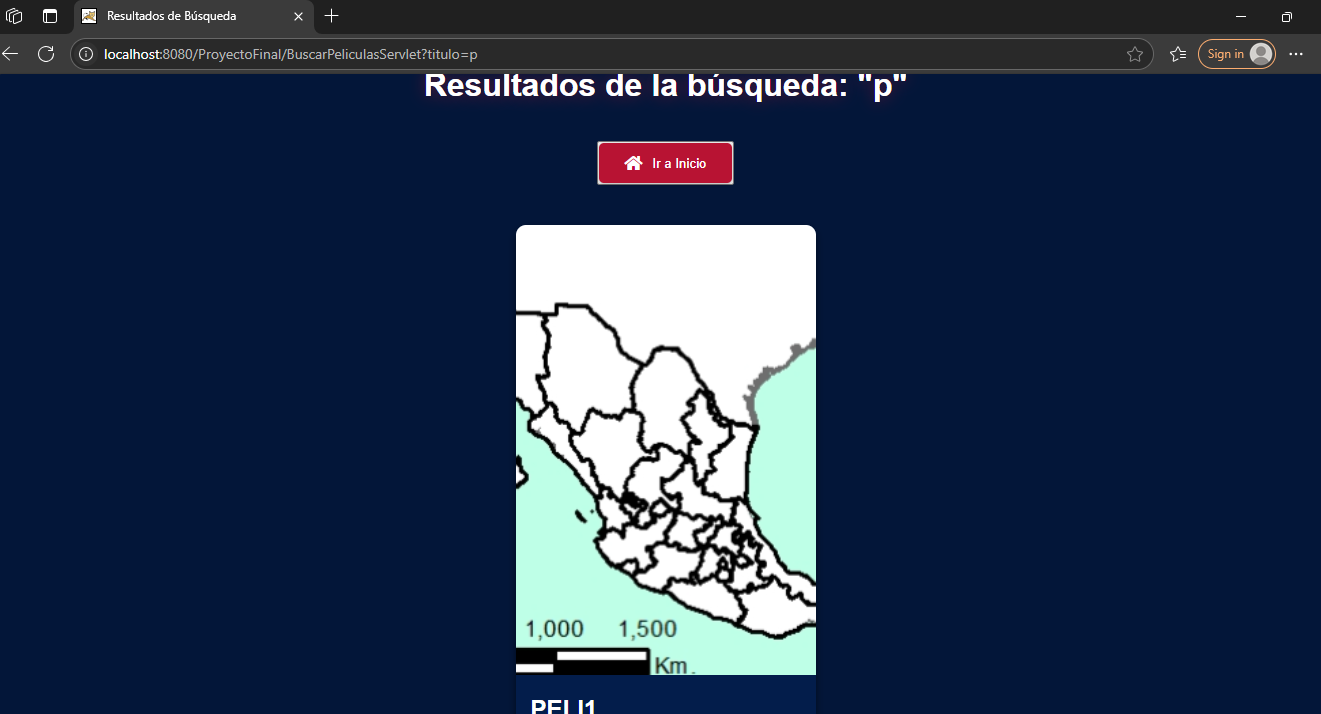 Resultados de Búsqueda
localhost:8080/ProyectoFinal/BuscarPeliculasServlet?titulo=p
Sign in
Resultados de la búsqueda: "p"
Ir a Inicio
1,000 1,500
Km
PELI1